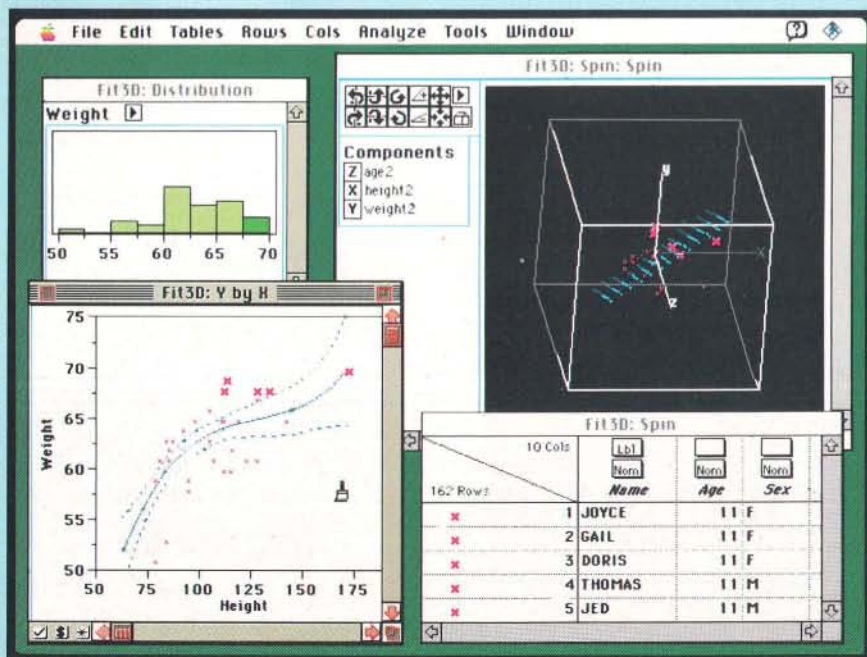 File Edit Tables Rows Cols Analyze Tools Window
Fit3D: Distribution
Weight
50 55 60 65 70
Fit3D: Spin: Spin
Components
Z age2
X height2
Y weight2
y
X
z
Fit3D: Y by X
75
70
65
60
55
50
Weight
50 75 100 125 150 175
Height
Fit3D: Spin
10 Cols
162 Rows
Lbl
Nom Nom Nom
Name Age Sex
1 JOYCE 11 F
2 GAIL 11 F
3 DORIS 11 F
4 THOMAS 11 M
5 JED 11 M